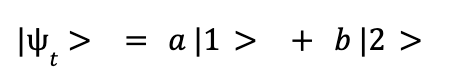 |ψₜ > = a |1 > + b |2 >